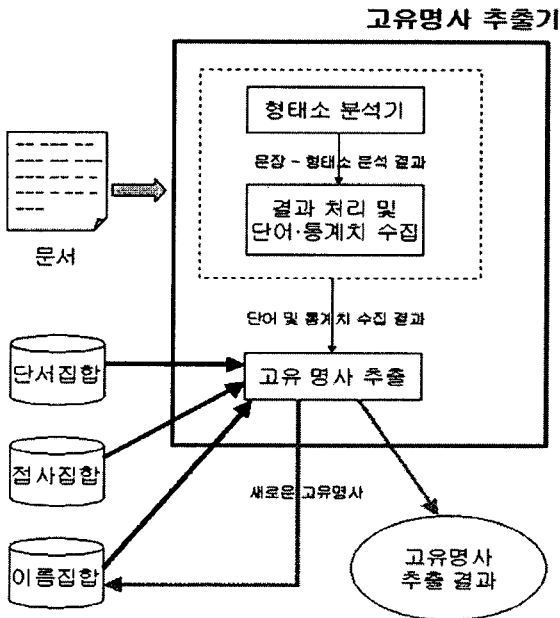 고유명사 추출기
형태소 분석기
문장 - 형태소 분석 결과
결과 처리 및
단어·통계치 수집
문서
단어 및 통계치 수집 결과
단서집합
고유 명사 추출
접사집합
새로운 고유명사
이름집합
고유명사
추출 결과